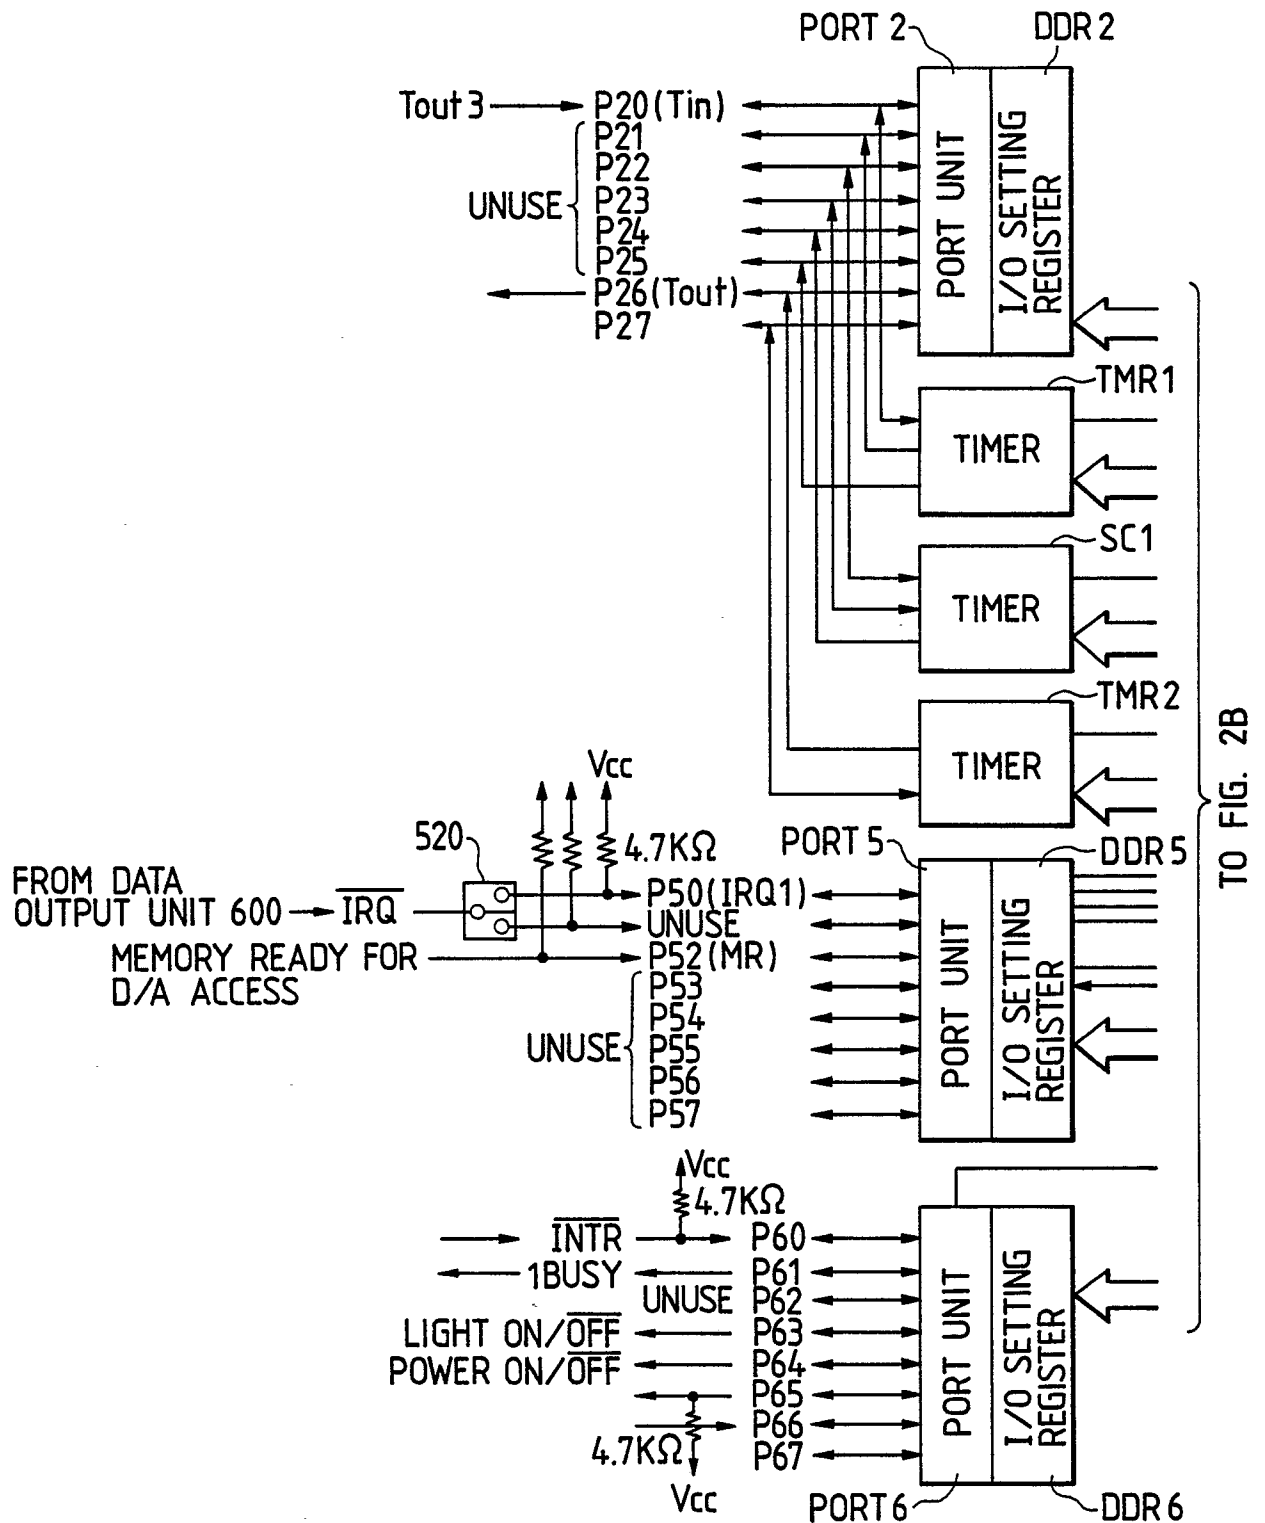 PORT 2
DDR 2
Tout 3
P20 (Tin)
P21
P22
UNUSE
P23
P24
P25
P26 (Tout)
P27
PORT UNIT
I/O SETTING
REGISTER
TMR 1
TIMER
SC1
TIMER
TMR 2
TIMER
TO FIG. 2B
Vcc
520
4.7KΩ
PORT 5
DDR 5
FROM DATA
OUTPUT UNIT 600
IRQ
P50 (IRQ1)
UNUSE
MEMORY READY FOR
D/A ACCESS
P52 (MR)
P53
P54
UNUSE
P55
P56
P57
PORT UNIT
I/O SETTING
REGISTER
Vcc
4.7KΩ
INTR
P60
1BUSY
P61
UNUSE
P62
LIGHT ON/OFF
P63
POWER ON/OFF
P64
P65
P66
4.7KΩ
P67
Vcc
PORT UNIT
I/O SETTING
REGISTER
PORT 6
DDR 6